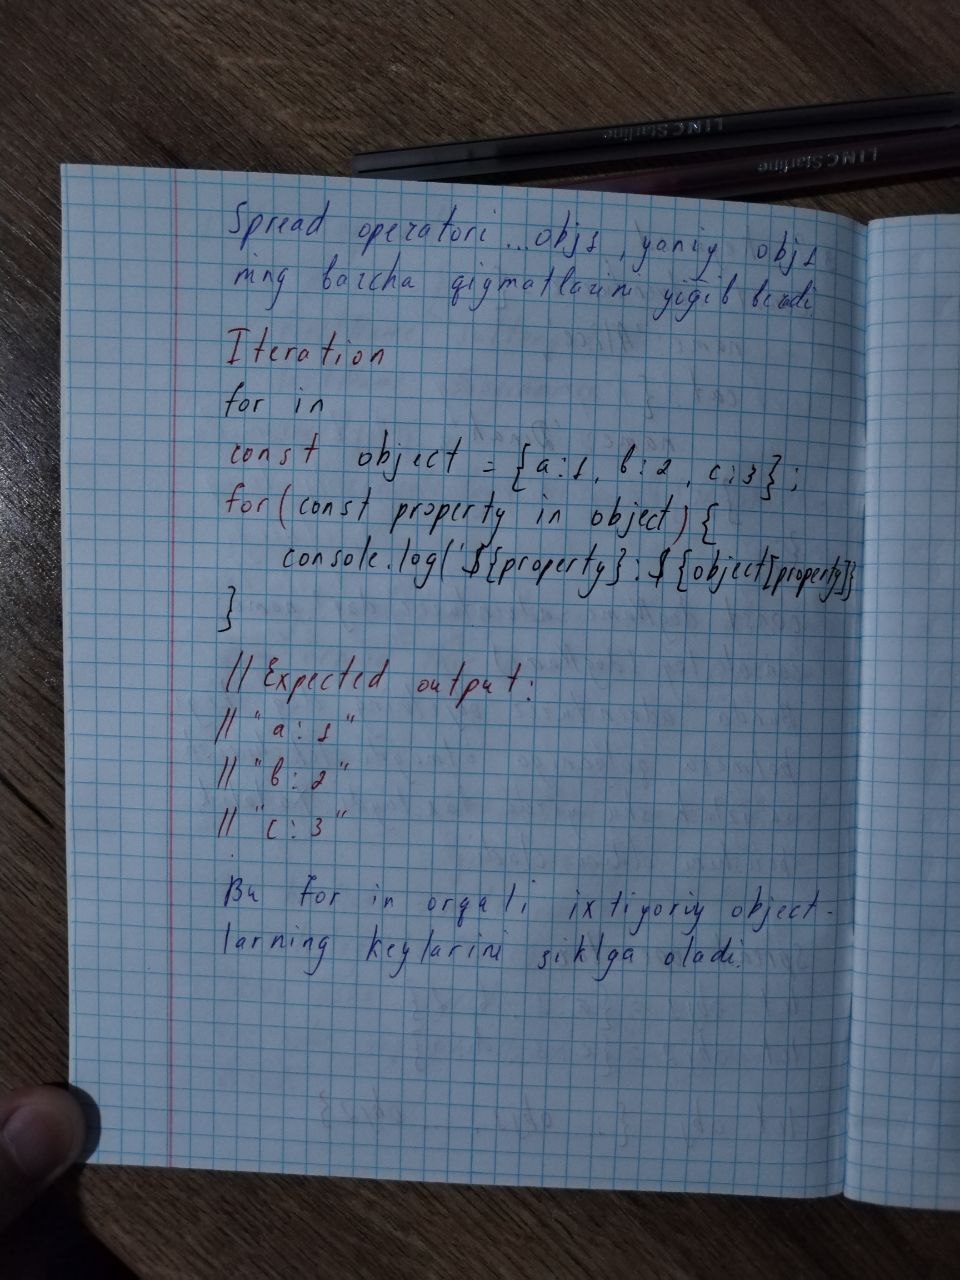 LINC Starline
LINC Starline
Spread operatori ...obj1, yaniy obj1
ning barcha qiymatlarini yigib beradi
Iteration
for in
const object = {a:1, b:2, c:3};
for (const property in object) {
console.log(`${property}: ${object[property]}
}
// Expected output:
// "a: 1"
// "b: 2"
// "c: 3"
Bu for in orqali ixtiyoriy object-
larning keylarini siklga oladi.